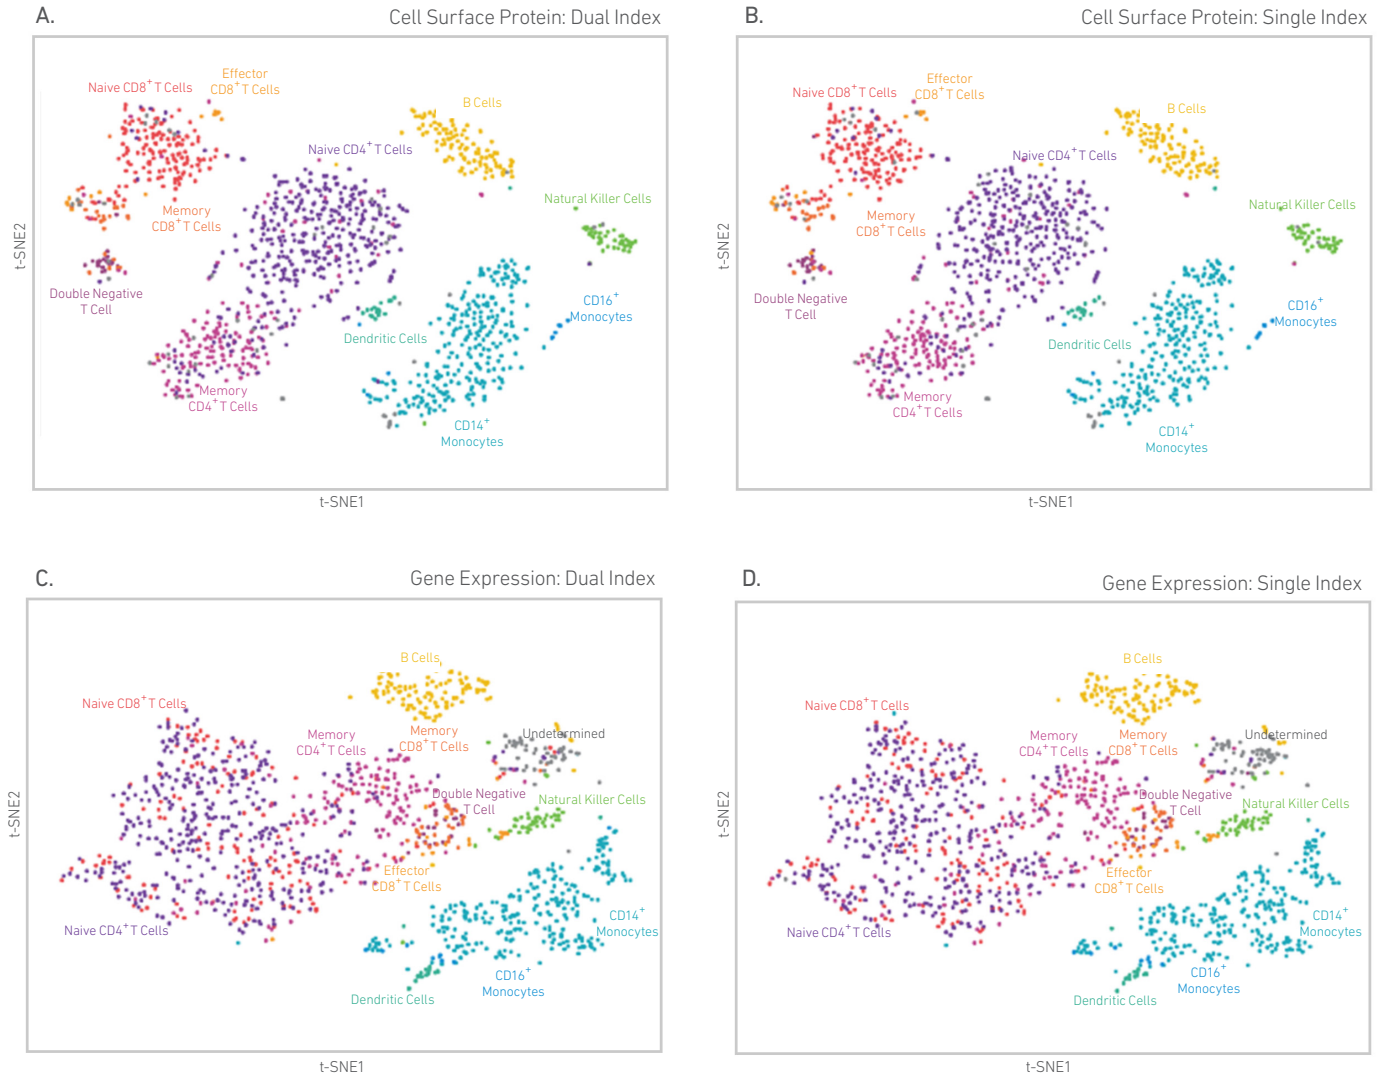 A.
Cell Surface Protein: Dual Index
Naive CD8⁺T Cells
Effector
CD8⁺T Cells
B Cells
Naive CD4⁺T Cells
Natural Killer Cells
Memory
CD8⁺T Cells
Double Negative
T Cell
CD16⁺
Monocytes
Dendritic Cells
Memory
CD4⁺T Cells
CD14⁺
Monocytes
t-SNE2
t-SNE1
B.
Cell Surface Protein: Single Index
Naive CD8⁺T Cells
Effector
CD8⁺T Cells
B Cells
Naive CD4⁺T Cells
Natural Killer Cells
Memory
CD8⁺T Cells
Double Negative
T Cell
CD16⁺
Monocytes
Dendritic Cells
Memory
CD4⁺T Cells
CD14⁺
Monocytes
t-SNE2
t-SNE1
C.
Gene Expression: Dual Index
B Cells
Naive CD8⁺T Cells
Memory
CD4⁺T Cells
Memory
CD8⁺T Cells
Undetermined
Double Negative
T Cell
Natural Killer Cells
Effector
CD8⁺T Cells
Naive CD4⁺T Cells
CD14⁺
Monocytes
CD16⁺
Monocytes
Dendritic Cells
t-SNE2
t-SNE1
D.
Gene Expression: Single Index
B Cells
Naive CD8⁺T Cells
Memory
CD4⁺T Cells
Memory
CD8⁺T Cells
Undetermined
Double Negative
T Cell
Natural Killer Cells
Effector
CD8⁺T Cells
Naive CD4⁺T Cells
CD14⁺
Monocytes
CD16⁺
Monocytes
Dendritic Cells
t-SNE2
t-SNE1